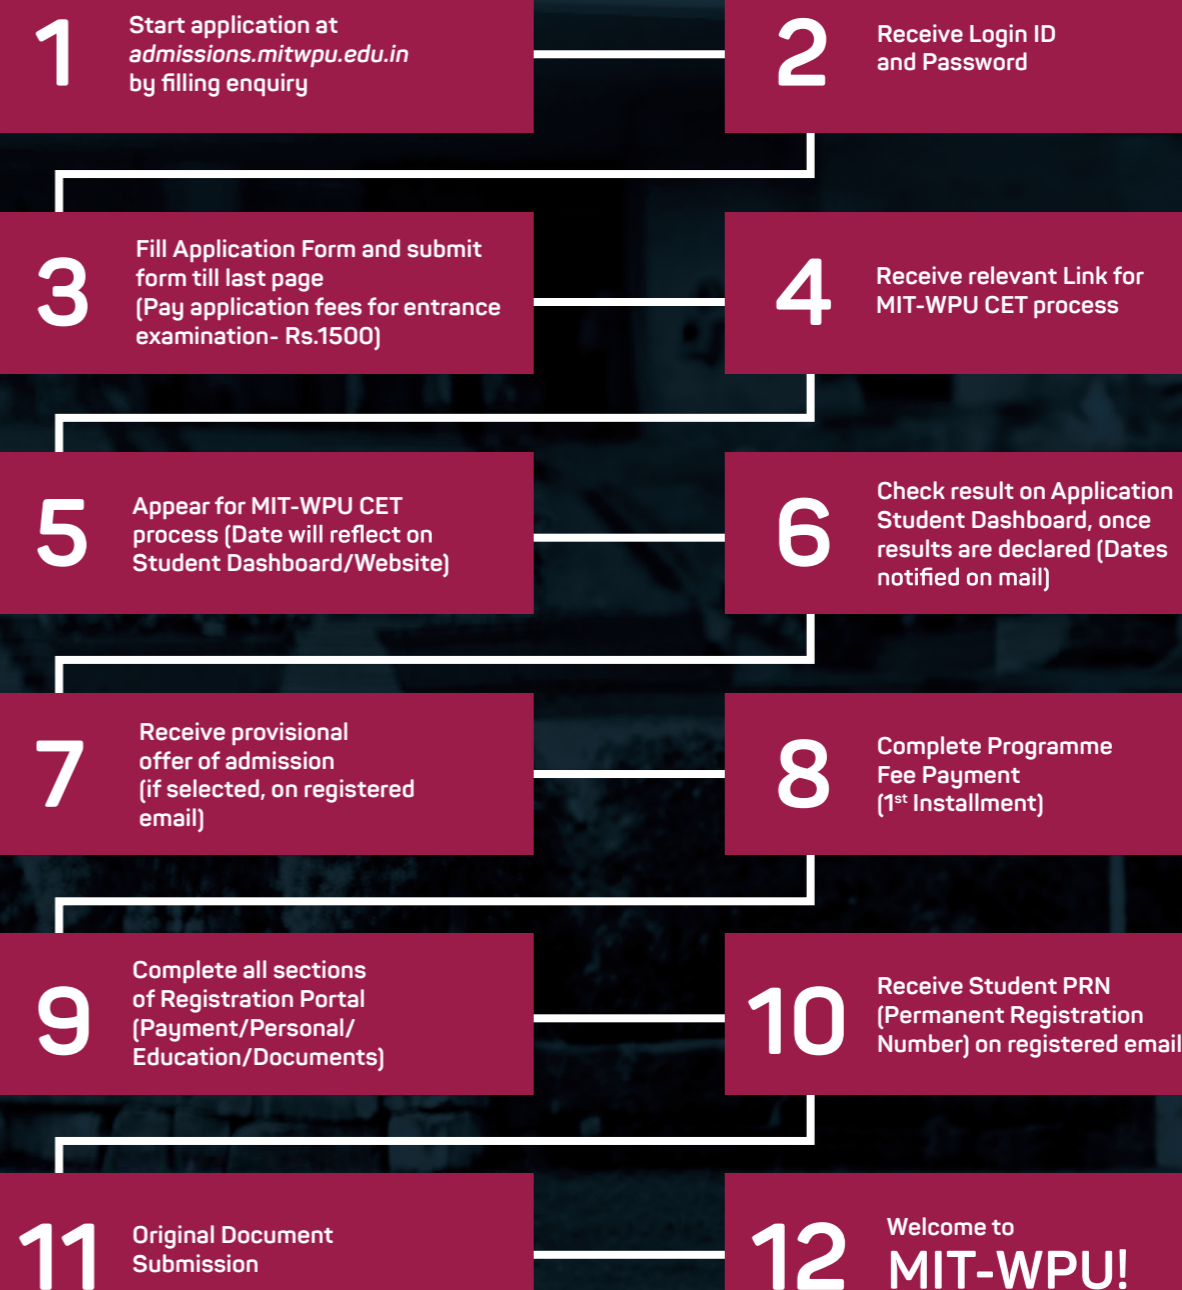 1
Start application at
admissions.mitwpu.edu.in
by filling enquiry
2
Receive Login ID
and Password
3
Fill Application Form and submit
form till last page
(Pay application fees for entrance
examination- Rs.1500)
4
Receive relevant Link for
MIT-WPU CET process
5
Appear for MIT-WPU CET
process (Date will reflect on
Student Dashboard/Website)
6
Check result on Application
Student Dashboard, once
results are declared (Dates
notified on mail)
7
Receive provisional
offer of admission
(if selected, on registered
email)
8
Complete Programme
Fee Payment
(1st Installment)
9
Complete all sections
of Registration Portal
(Payment/Personal/
Education/Documents)
10
Receive Student PRN
(Permanent Registration
Number) on registered email
11
Original Document
Submission
12
Welcome to
MIT-WPU!